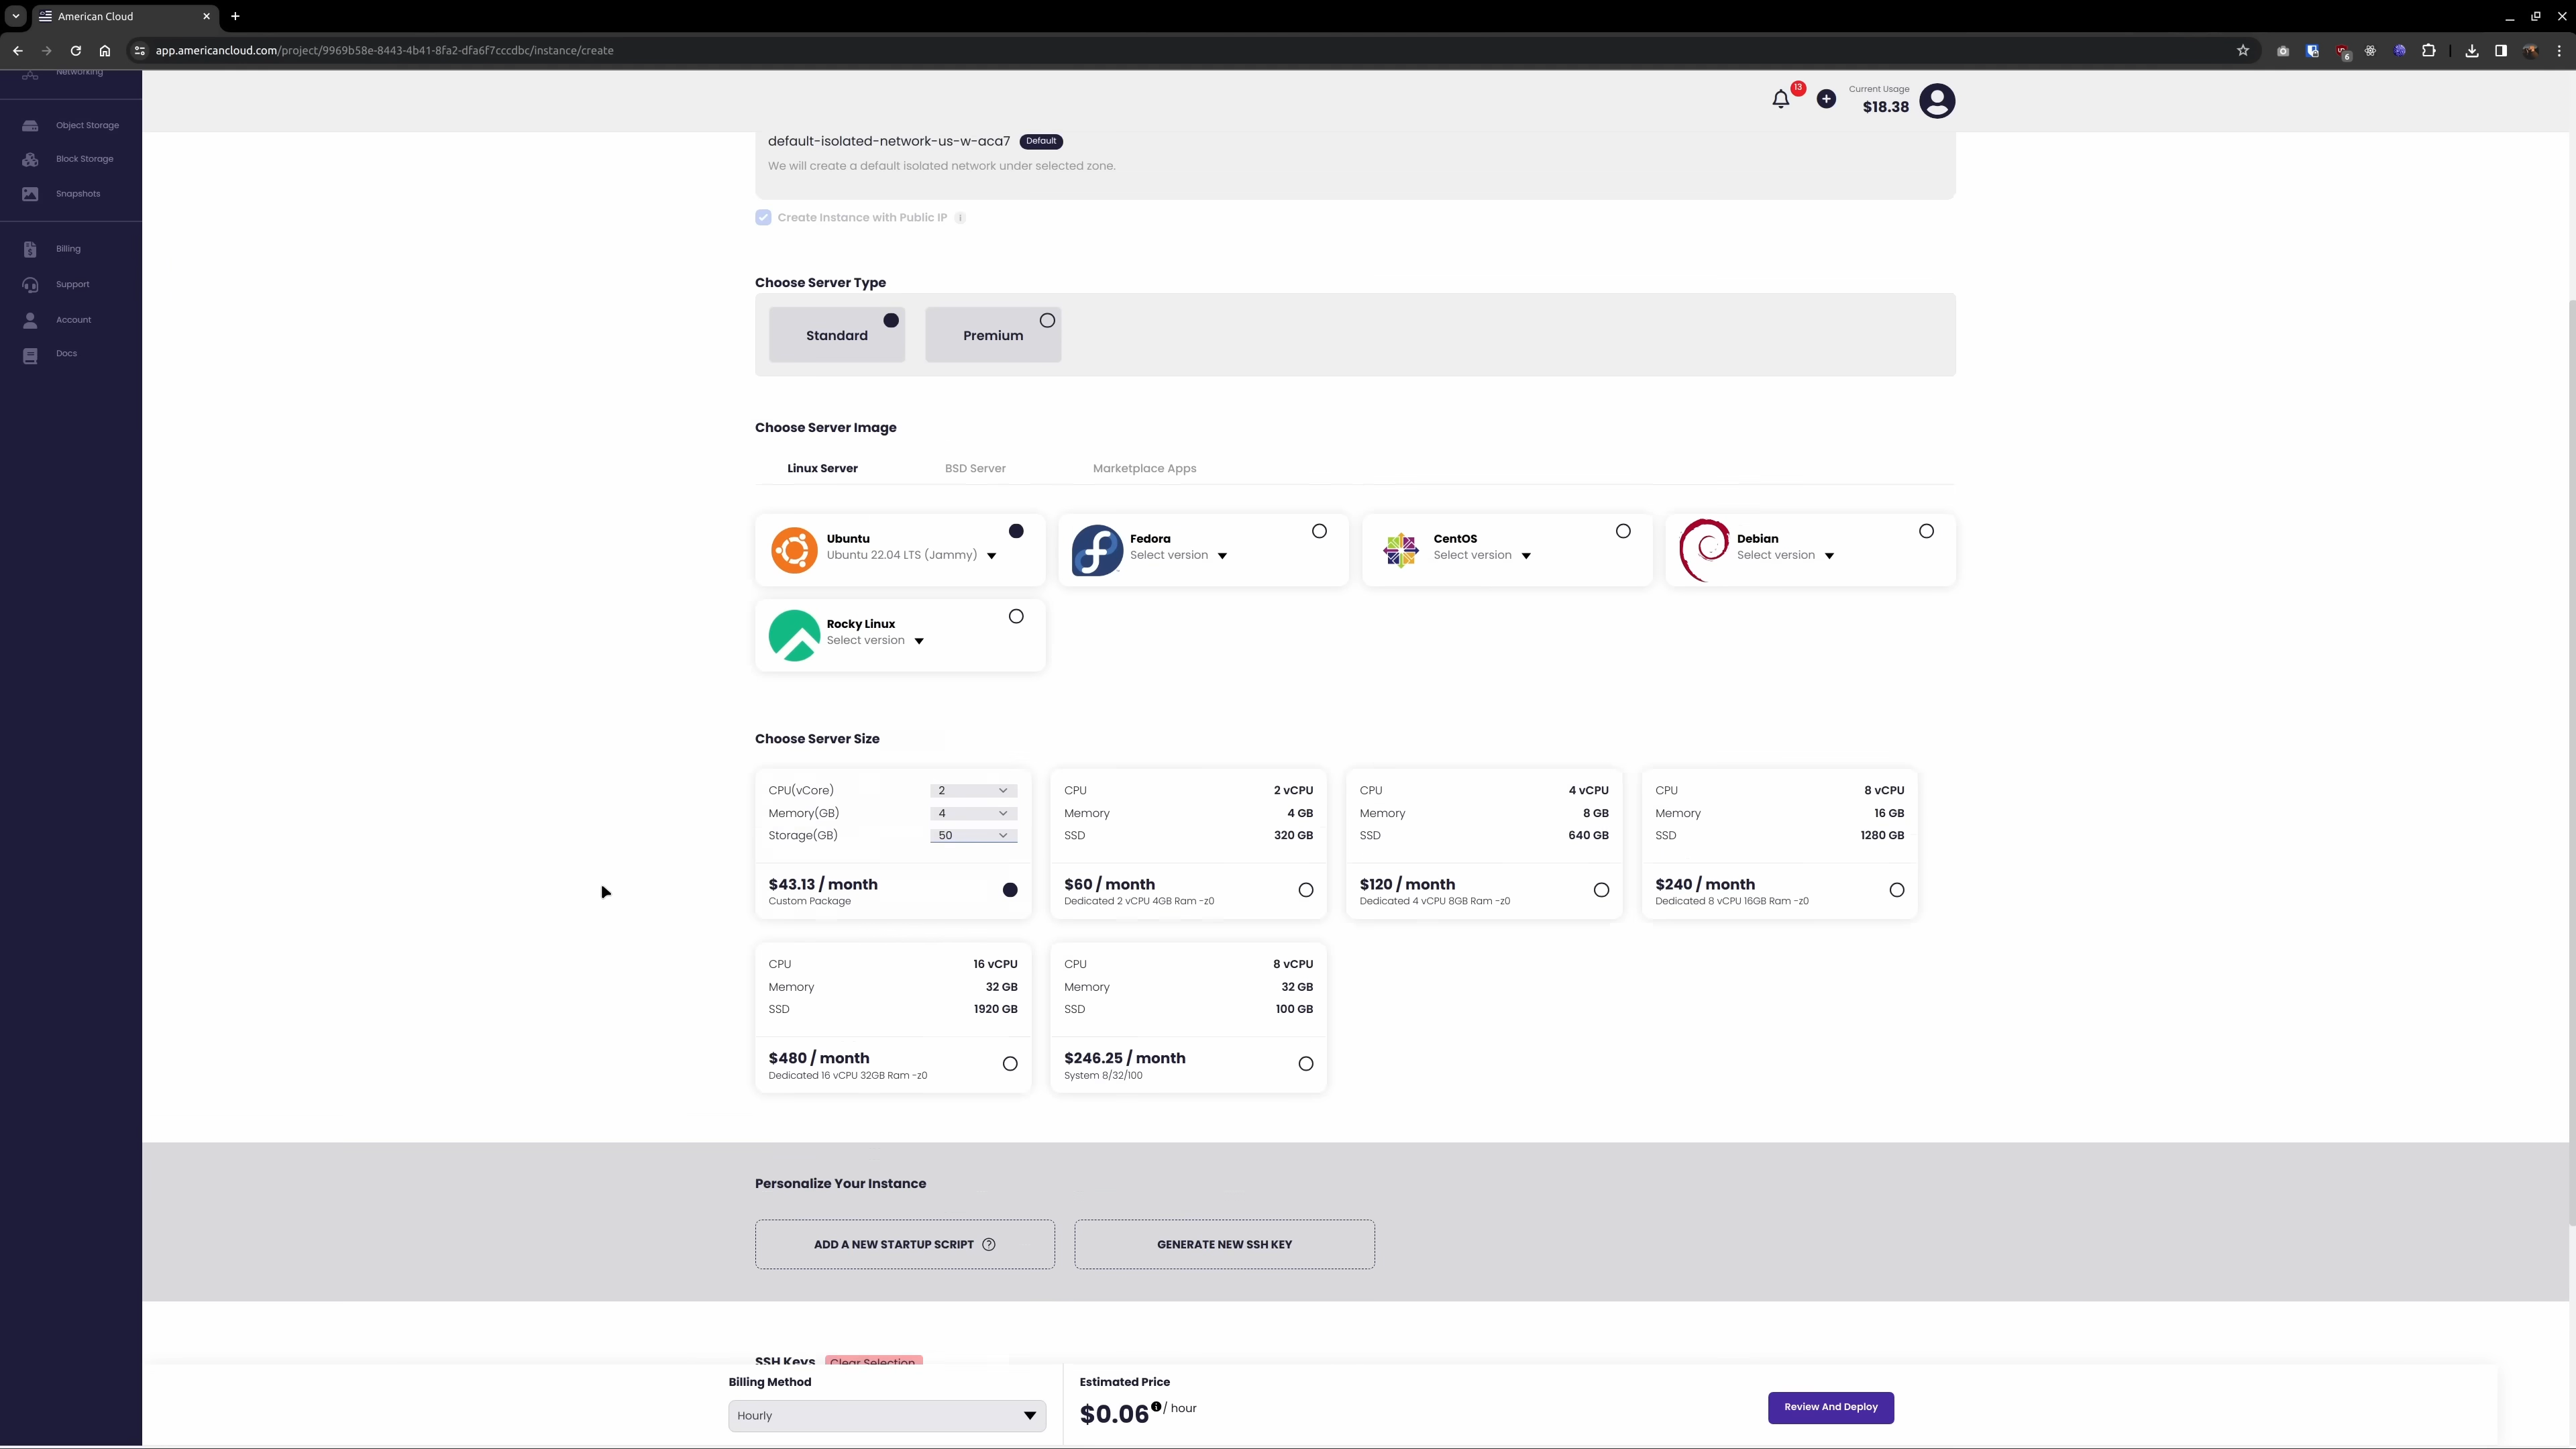 American Cloud
app.americancloud.com/project/9969b58e-8443-4b41-8fa2-dfa6f7cccdbc/instance/create
6
Networking
Object Storage
Block Storage
Snapshots
Billing
Support
Account
Docs
13
Current Usage
$18.38
default-isolated-network-us-w-aca7 Default
We will create a default isolated network under selected zone.
Create Instance with Public IP i
Choose Server Type
Standard
Premium
Choose Server Image
Linux Server
BSD Server
Marketplace Apps
Ubuntu
Ubuntu 22.04 LTS (Jammy)
Fedora
Select version
CentOS
Select version
Debian
Select version
Rocky Linux
Select version
Choose Server Size
CPU(vCore) 2
Memory(GB) 4
Storage(GB) 50
$43.13 / month
Custom Package
CPU 2 vCPU
Memory 4 GB
SSD 320 GB
$60 / month
Dedicated 2 vCPU 4GB Ram -z0
CPU 4 vCPU
Memory 8 GB
SSD 640 GB
$120 / month
Dedicated 4 vCPU 8GB Ram -z0
CPU 8 vCPU
Memory 16 GB
SSD 1280 GB
$240 / month
Dedicated 8 vCPU 16GB Ram -z0
CPU 16 vCPU
Memory 32 GB
SSD 1920 GB
$480 / month
Dedicated 16 vCPU 32GB Ram -z0
CPU 8 vCPU
Memory 32 GB
SSD 100 GB
$246.25 / month
System 8/32/100
Personalize Your Instance
ADD A NEW STARTUP SCRIPT ?
GENERATE NEW SSH KEY
SSH Keys Clear Selection
Billing Method
Hourly
Estimated Price
$0.06 i / hour
Review And Deploy